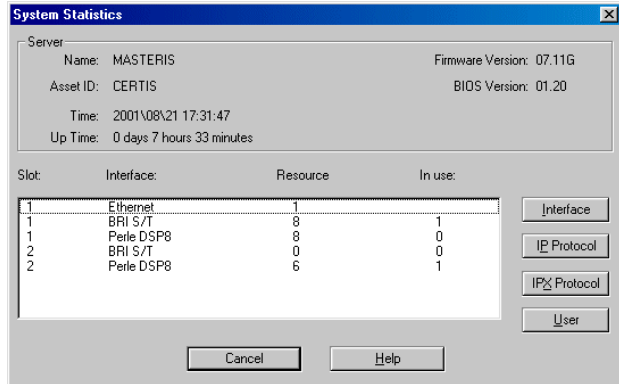 System Statistics
Server
Name: MASTERIS Firmware Version: 07.11G
Asset ID: CERTIS BIOS Version: 01.20
Time: 2001\08\21 17:31:47
Up Time: 0 days 7 hours 33 minutes
Slot: Interface: Resource In use:
1 Ethernet 1
1 BRI S/T 8 1
1 Perle DSP8 8 0
2 BRI S/T 0 0
2 Perle DSP8 6 1
Interface
IP Protocol
IPX Protocol
User
Cancel Help